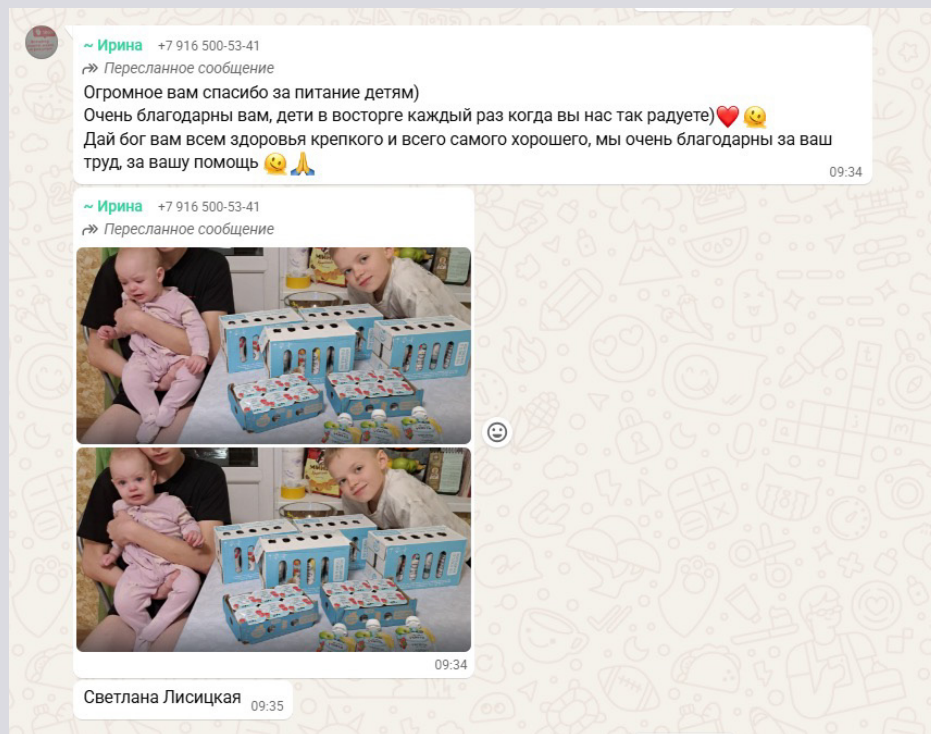 ~ Ирина +7 916 500-53-41
Пересланное сообщение
Огромное вам спасибо за питание детям)
Очень благодарны вам, дети в восторге каждый раз когда вы нас так радуете)❤️🫠
Дай бог вам всем здоровья крепкого и всего самого хорошего, мы очень благодарны за ваш
труд, за вашу помощь 🫠🙏
09:34
~ Ирина +7 916 500-53-41
Пересланное сообщение
09:34
Светлана Лисицкая 09:35